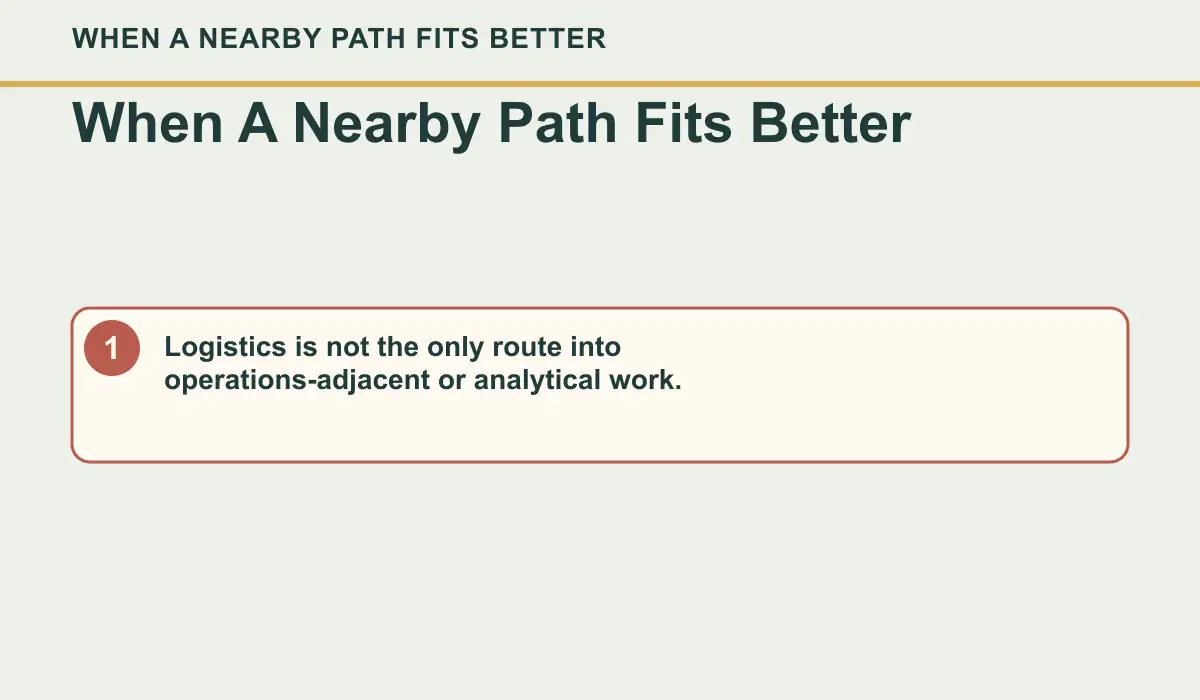 WHEN A NEARBY PATH FITS BETTER
When A Nearby Path Fits Better
1
Logistics is not the only route into
operations-adjacent or analytical work.